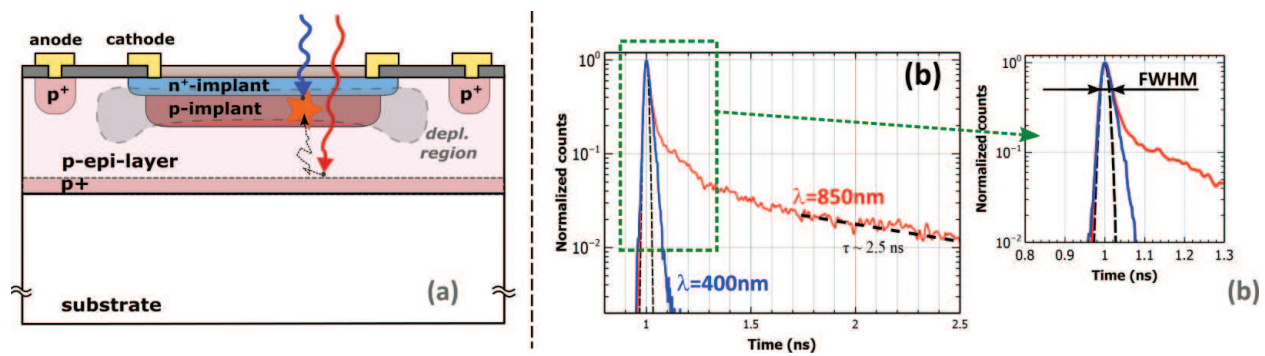 anode
cathode
n⁺-implant
p⁺
p-implant
p⁺
depl.
region
p-epi-layer
p+
substrate
(a)
(b)
Normalized counts
10⁰
10⁻¹
10⁻²
λ=850nm
τ ~ 2.5 ns
λ=400nm
1
1.5
2
2.5
Time (ns)
FWHM
Normalized counts
10⁰
10⁻¹
10⁻²
0.8
0.9
1
1.1
1.2
1.3
Time (ns)
(b)